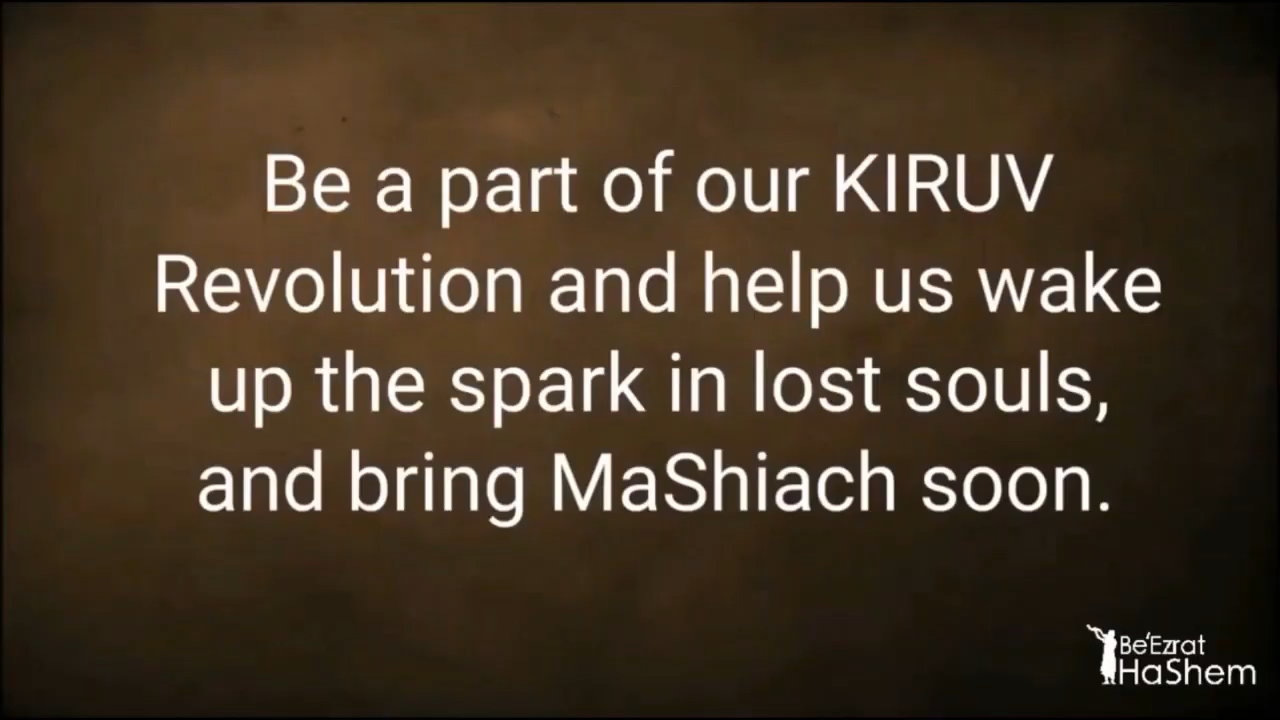 Be a part of our KIRUV
Revolution and help us wake
up the spark in lost souls,
and bring MaShiach soon.
Be'Ezrat
HaShem